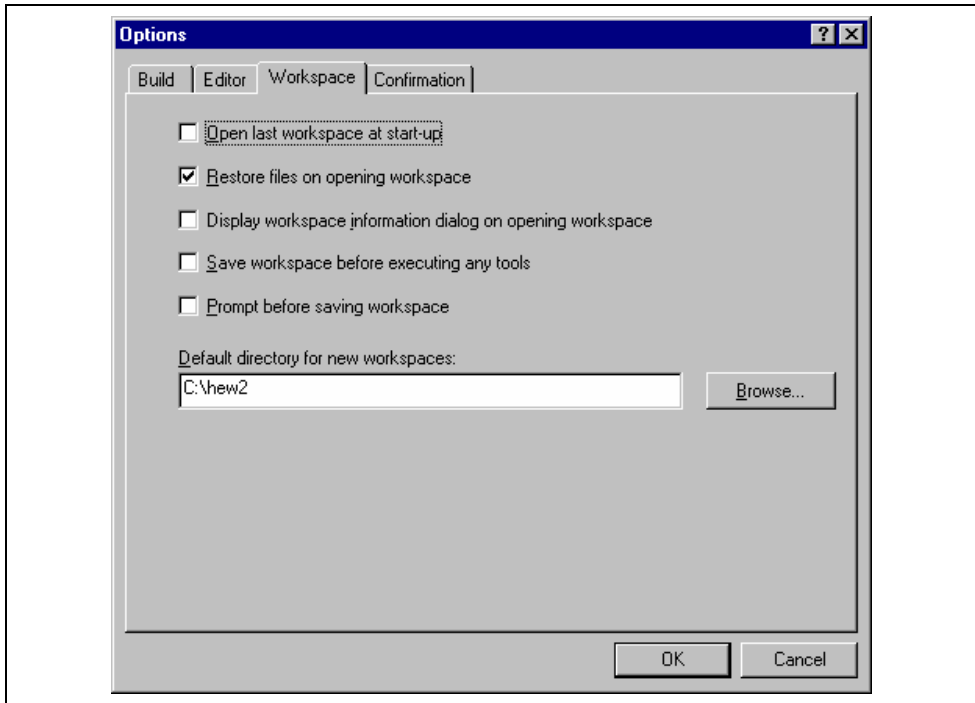 Options
Build Editor Workspace Confirmation
Open last workspace at start-up
Restore files on opening workspace
Display workspace information dialog on opening workspace
Save workspace before executing any tools
Prompt before saving workspace
Default directory for new workspaces:
C:\hew2 Browse...
OK Cancel